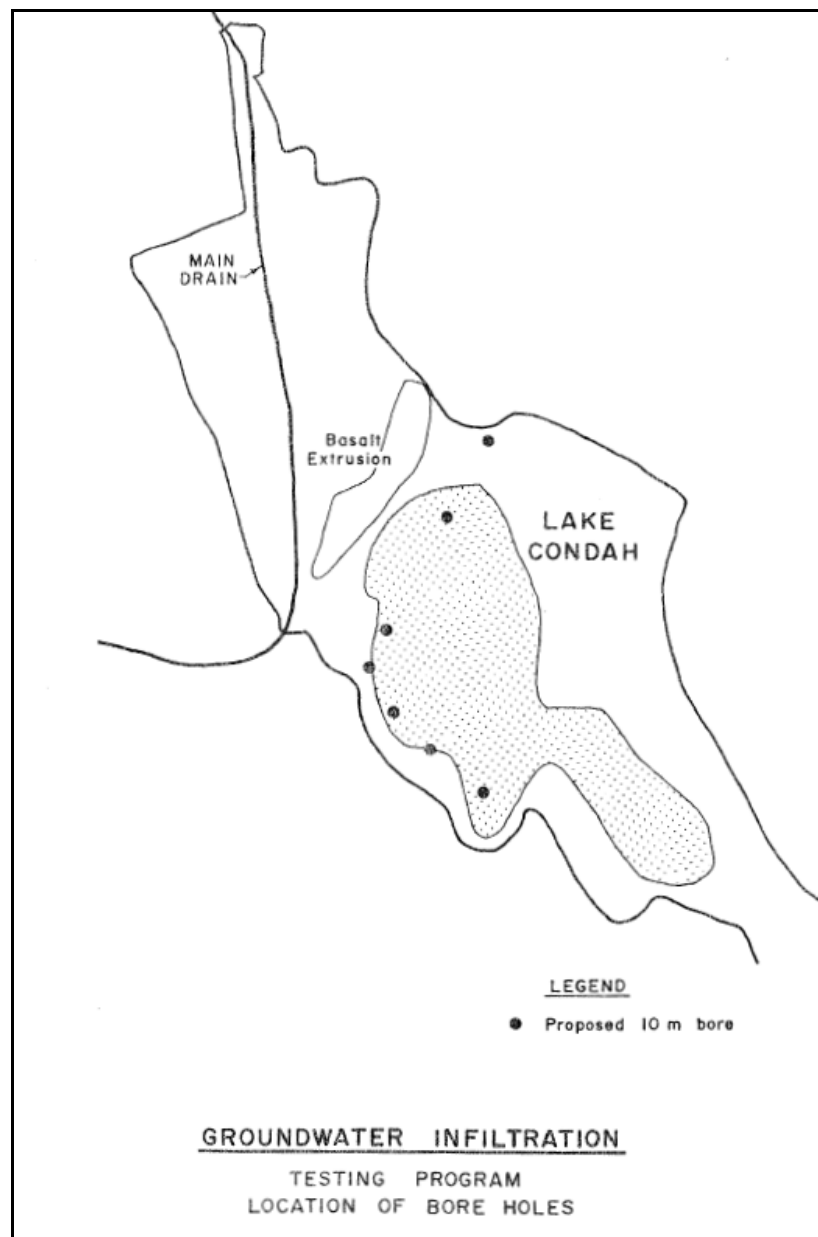 MAIN
DRAIN
Basalt
Extrusion
LAKE
CONDAH
LEGEND
Proposed 10 m bore
GROUNDWATER INFILTRATION
TESTING PROGRAM
LOCATION OF BORE HOLES